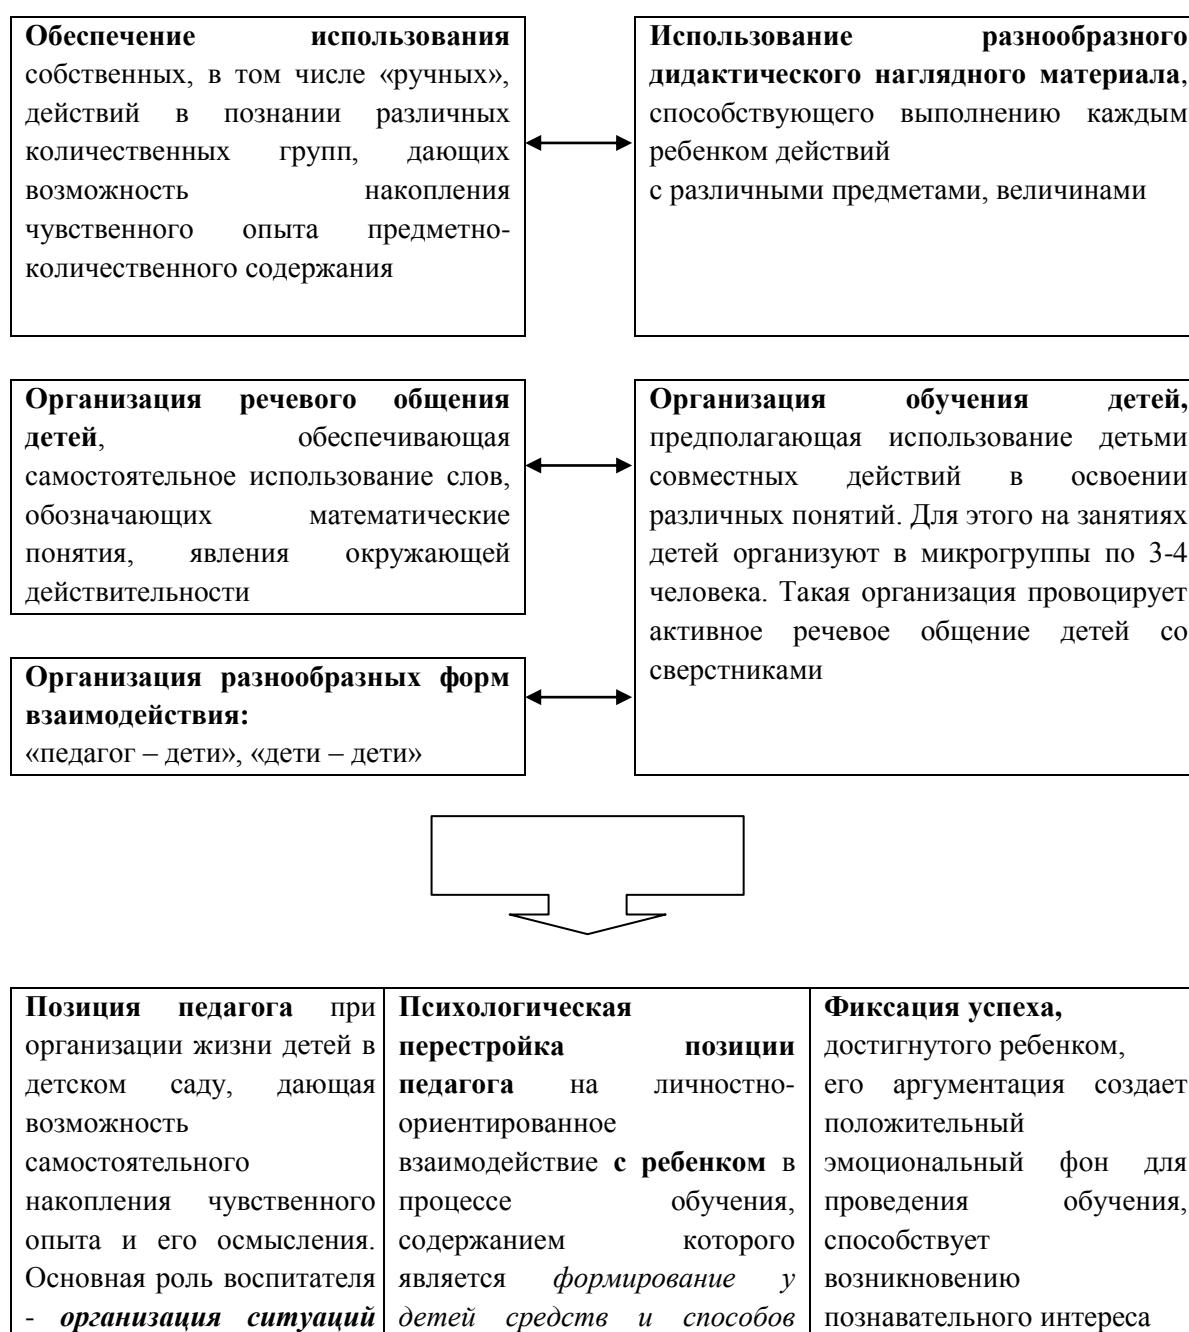 Обеспечение использования
собственных, в том числе «ручных»,
действий в познании различных
количественных групп, дающих
возможность накопления
чувственного опыта предметно-
количественного содержания
Использование разнообразного
дидактического наглядного материала,
способствующего выполнению каждым
ребенком действий
с различными предметами, величинами
Организация речевого общения
детей, обеспечивающая
самостоятельное использование слов,
обозначающих математические
понятия, явления окружающей
действительности
Организация обучения детей,
предполагающая использование детьми
совместных действий в освоении
различных понятий. Для этого на занятиях
детей организуют в микрогруппы по 3-4
человека. Такая организация провоцирует
активное речевое общение детей со
сверстниками
Организация разнообразных форм
взаимодействия:
«педагог – дети», «дети – дети»
Позиция педагога при
организации жизни детей в
детском саду, дающая
возможность
самостоятельного
накопления чувственного
опыта и его осмысления.
Основная роль воспитателя
- организация ситуаций
Психологическая
перестройка позиции
педагога на личностно-
ориентированное
взаимодействие с ребенком в
процессе обучения,
содержанием которого
является формирование у
детей средств и способов
Фиксация успеха,
достигнутого ребенком,
его аргументация создает
положительный
эмоциональный фон для
проведения обучения,
способствует
возникновению
познавательного интереса